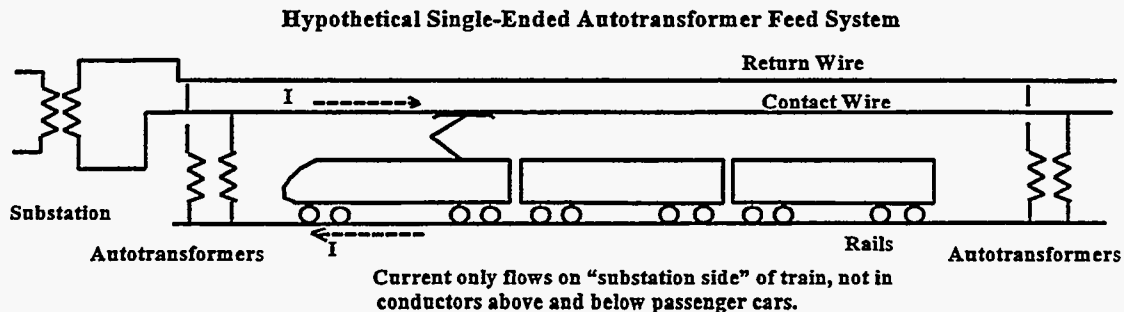 Hypothetical Single-Ended Autotransformer Feed System
Return Wire
I
Contact Wire
Substation
I
Rails
Autotransformers
Autotransformers
Current only flows on “substation side” of train, not in
conductors above and below passenger cars.